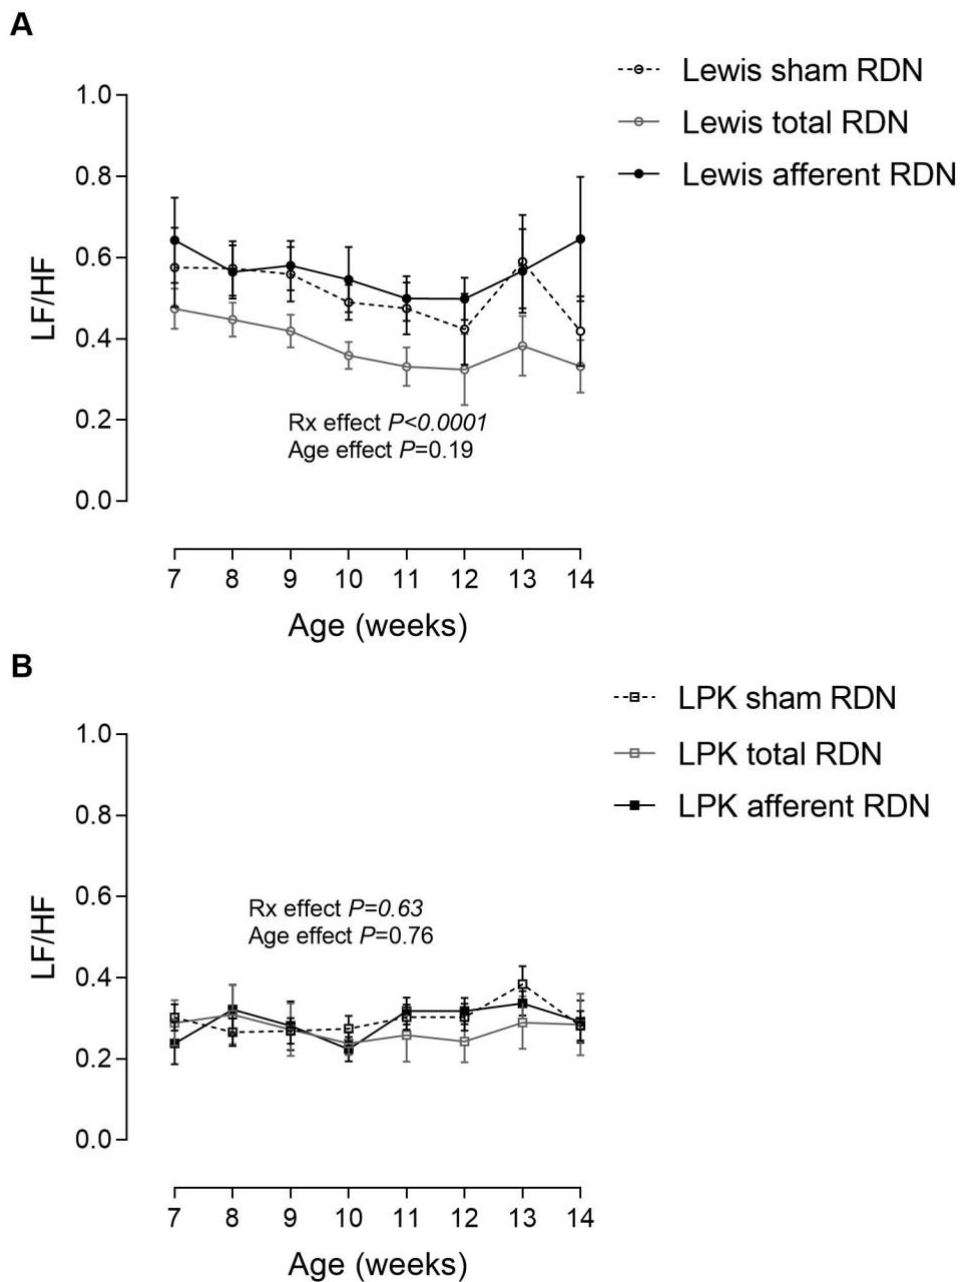 A
Lewis sham RDN
Lewis total RDN
Lewis afferent RDN
1.0
0.8
0.6
0.4
0.2
0.0
LF/HF
Rx effect P<0.0001
Age effect P=0.19
7 8 9 10 11 12 13 14
Age (weeks)
B
LPK sham RDN
LPK total RDN
LPK afferent RDN
1.0
0.8
0.6
0.4
0.2
0.0
LF/HF
Rx effect P=0.63
Age effect P=0.76
7 8 9 10 11 12 13 14
Age (weeks)